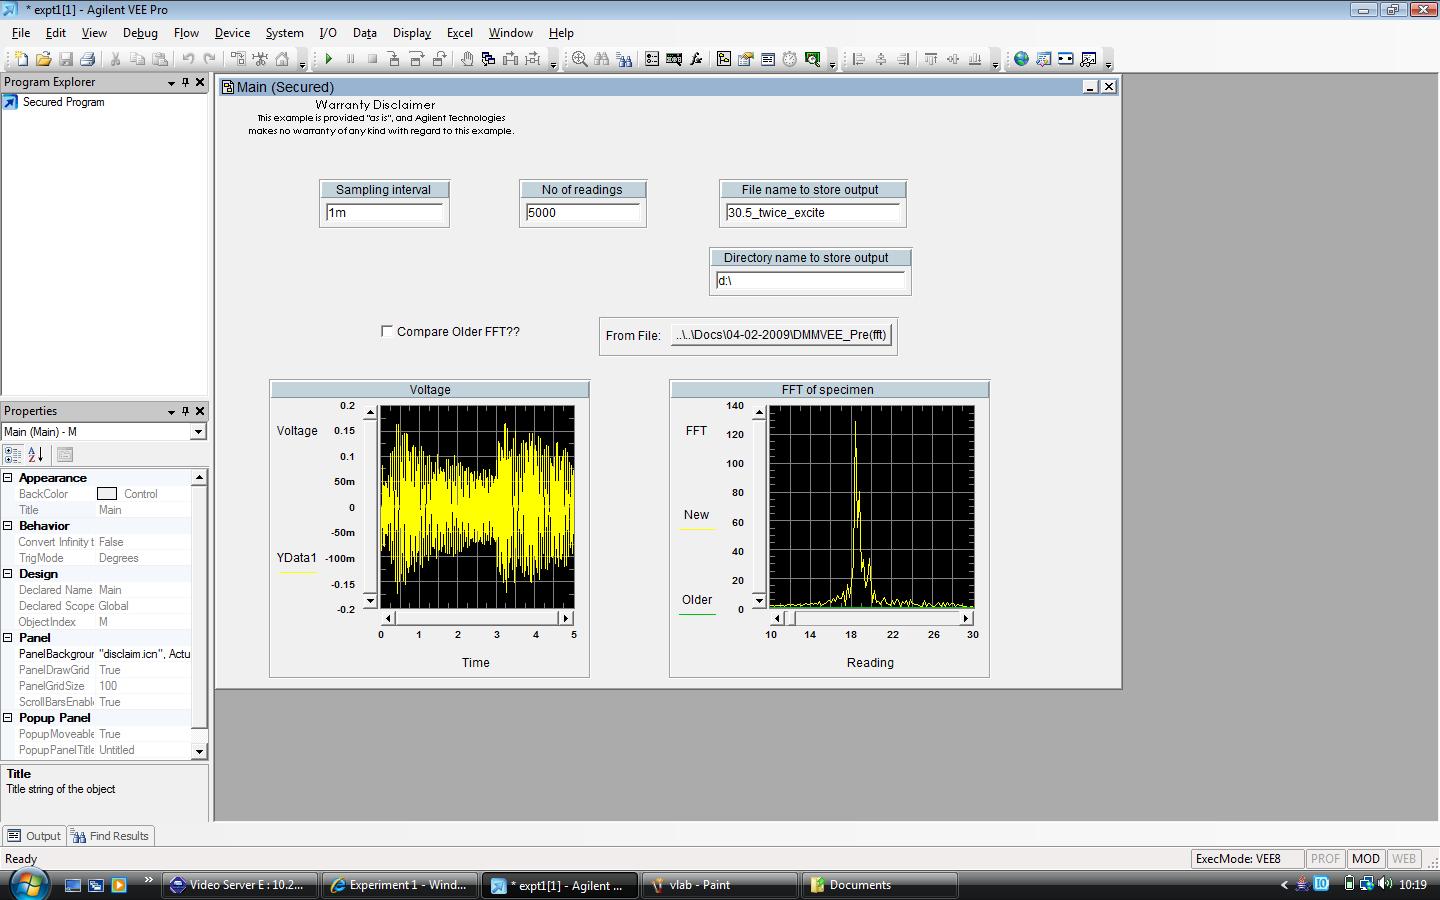 * expt1[1] - Agilent VEE Pro
File Edit View Debug Flow Device System I/O Data Display Excel Window Help
Program Explorer
Secured Program
Main (Secured)
Warranty Disclaimer
This example is provided "as is", and Agilent Technologies
makes no warranty of any kind with regard to this example.
Sampling interval
1m
No of readings
5000
File name to store output
30.5_twice_excite
Directory name to store output
d:\
Compare Older FFT??
From File: ..\..\Docs\04-02-2009\DMMVEE_Pre(fft)
Voltage
Voltage
YData1
0.2
0.15
0.1
50m
0
-50m
-100m
-0.15
-0.2
0 1 2 3 4 5
Time
FFT of specimen
FFT
New
Older
140
120
100
80
60
40
20
0
10 14 18 22 26 30
Reading
Properties
Main (Main) - M
Appearance
BackColor Control
Title Main
Behavior
Convert Infinity t False
TrigMode Degrees
Design
Declared Name Main
Declared Scope Global
ObjectIndex M
Panel
PanelBackgrour "disclaim.icn", Actu
PanelDrawGrid True
PanelGridSize 100
ScrollBarsEnabl True
Popup Panel
PopupMoveable True
PopupPanelTitle Untitled
Title
Title string of the object
Output Find Results
Ready
ExecMode: VEE8 PROF MOD WEB
Video Server E : 10.2... Experiment 1 - Wind... * expt1[1] - Agilent ... vlab - Paint Documents 10:19